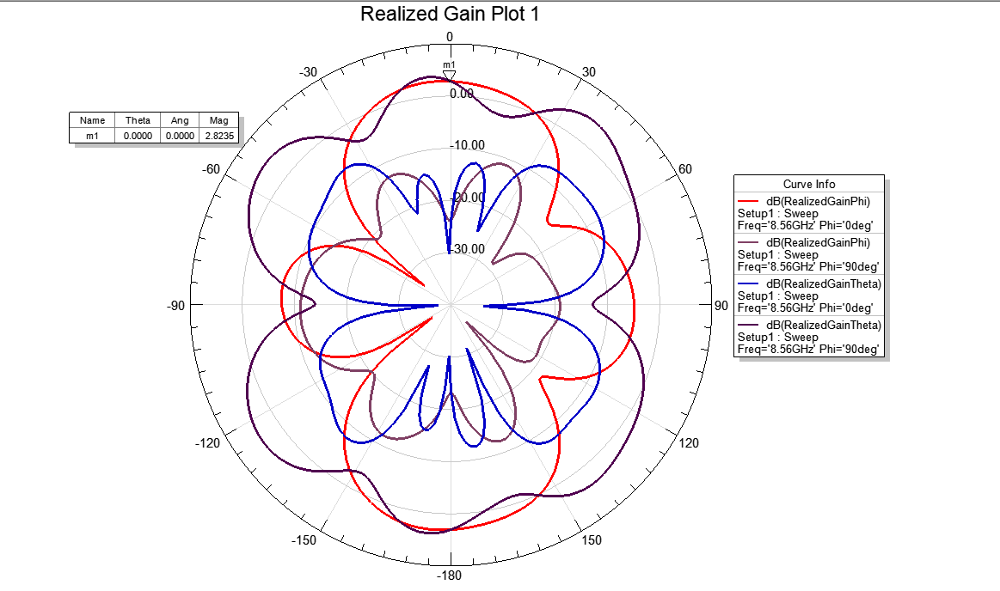 Realized Gain Plot 1
0
-30
30
m1
0.00
Name Theta Ang Mag
m1 0.0000 0.0000 2.8235
-10.00
-60
60
-20.00
Curve Info
dB(RealizedGainPhi)
Setup1 : Sweep
Freq='8.56GHz' Phi='0deg'
dB(RealizedGainPhi)
Setup1 : Sweep
Freq='8.56GHz' Phi='90deg'
dB(RealizedGainTheta)
Setup1 : Sweep
Freq='8.56GHz' Phi='0deg'
dB(RealizedGainTheta)
Setup1 : Sweep
Freq='8.56GHz' Phi='90deg'
-30.00
-90
90
-120
120
-150
150
-180